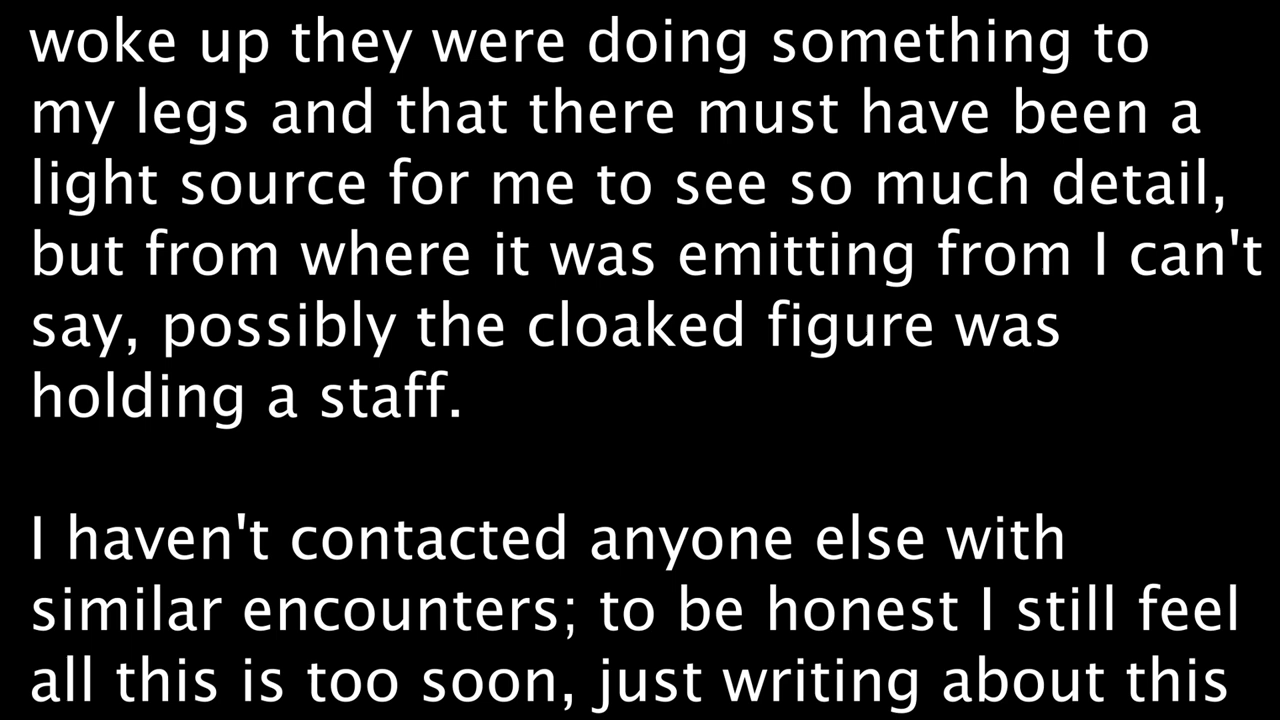 woke up they were doing something to
my legs and that there must have been a
light source for me to see so much detail,
but from where it was emitting from I can't
say, possibly the cloaked figure was
holding a staff.
I haven't contacted anyone else with
similar encounters; to be honest I still feel
all this is too soon, just writing about this